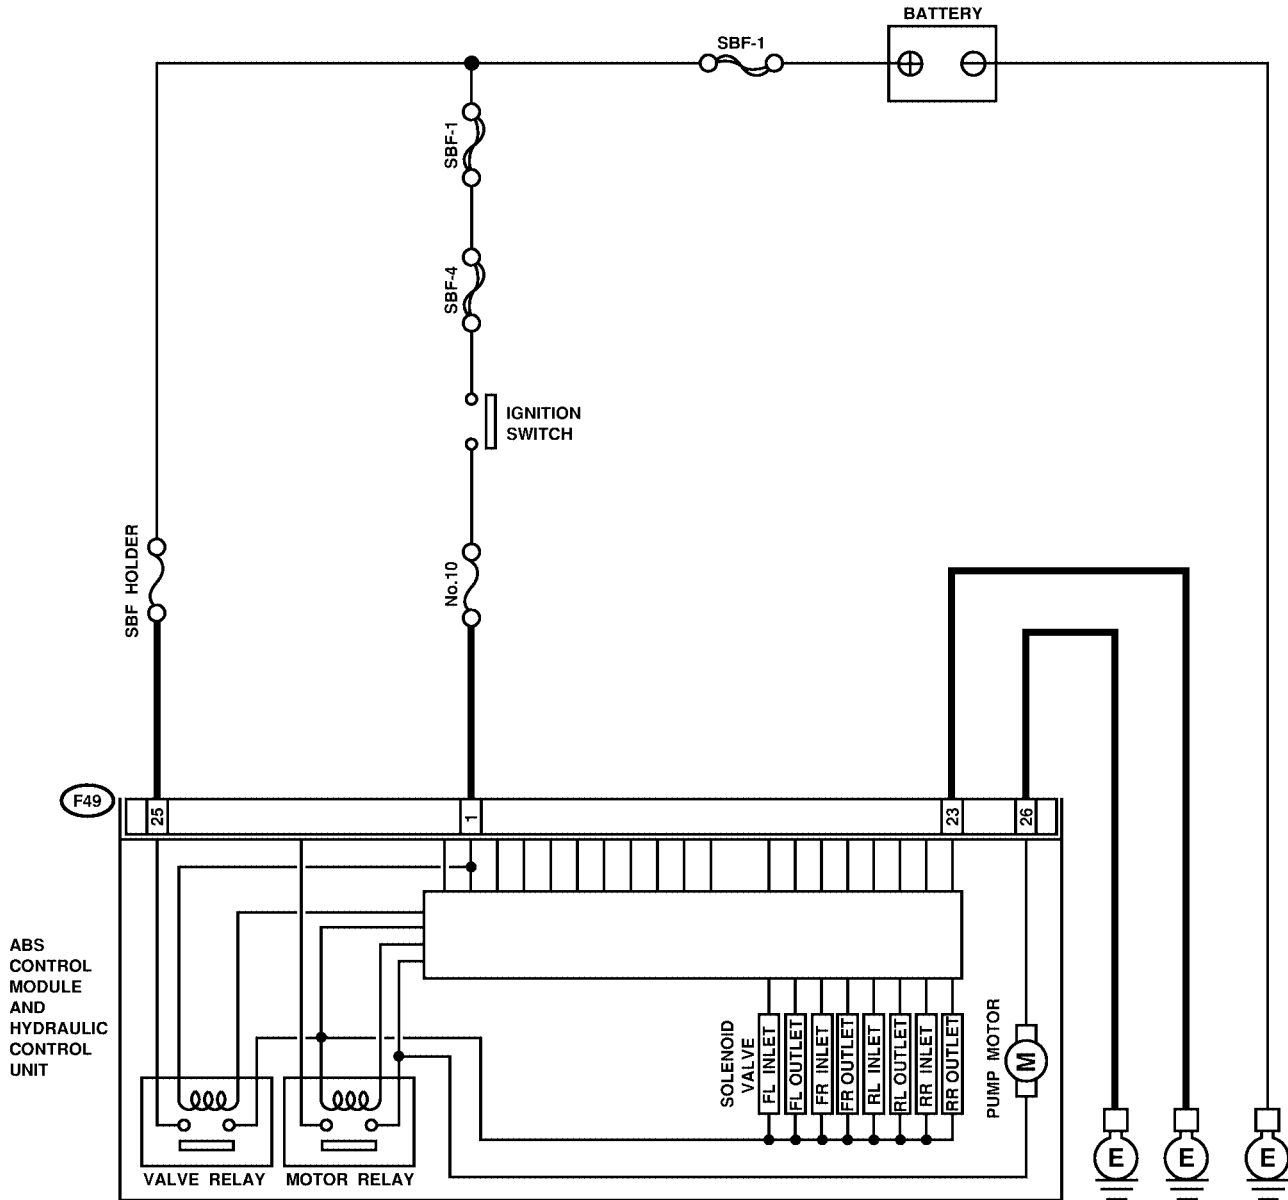 BATTERY
SBF-1
SBF-1
SBF-4
IGNITION
SWITCH
SBF HOLDER
No.10
F49
25
1
23
26
ABS
CONTROL
MODULE
AND
HYDRAULIC
CONTROL
UNIT
SOLENOID
VALVE
FL INLET
FL OUTLET
FR INLET
FR OUTLET
RL INLET
RL OUTLET
RR INLET
RR OUTLET
PUMP MOTOR
M
VALVE RELAY
MOTOR RELAY
E
E
E